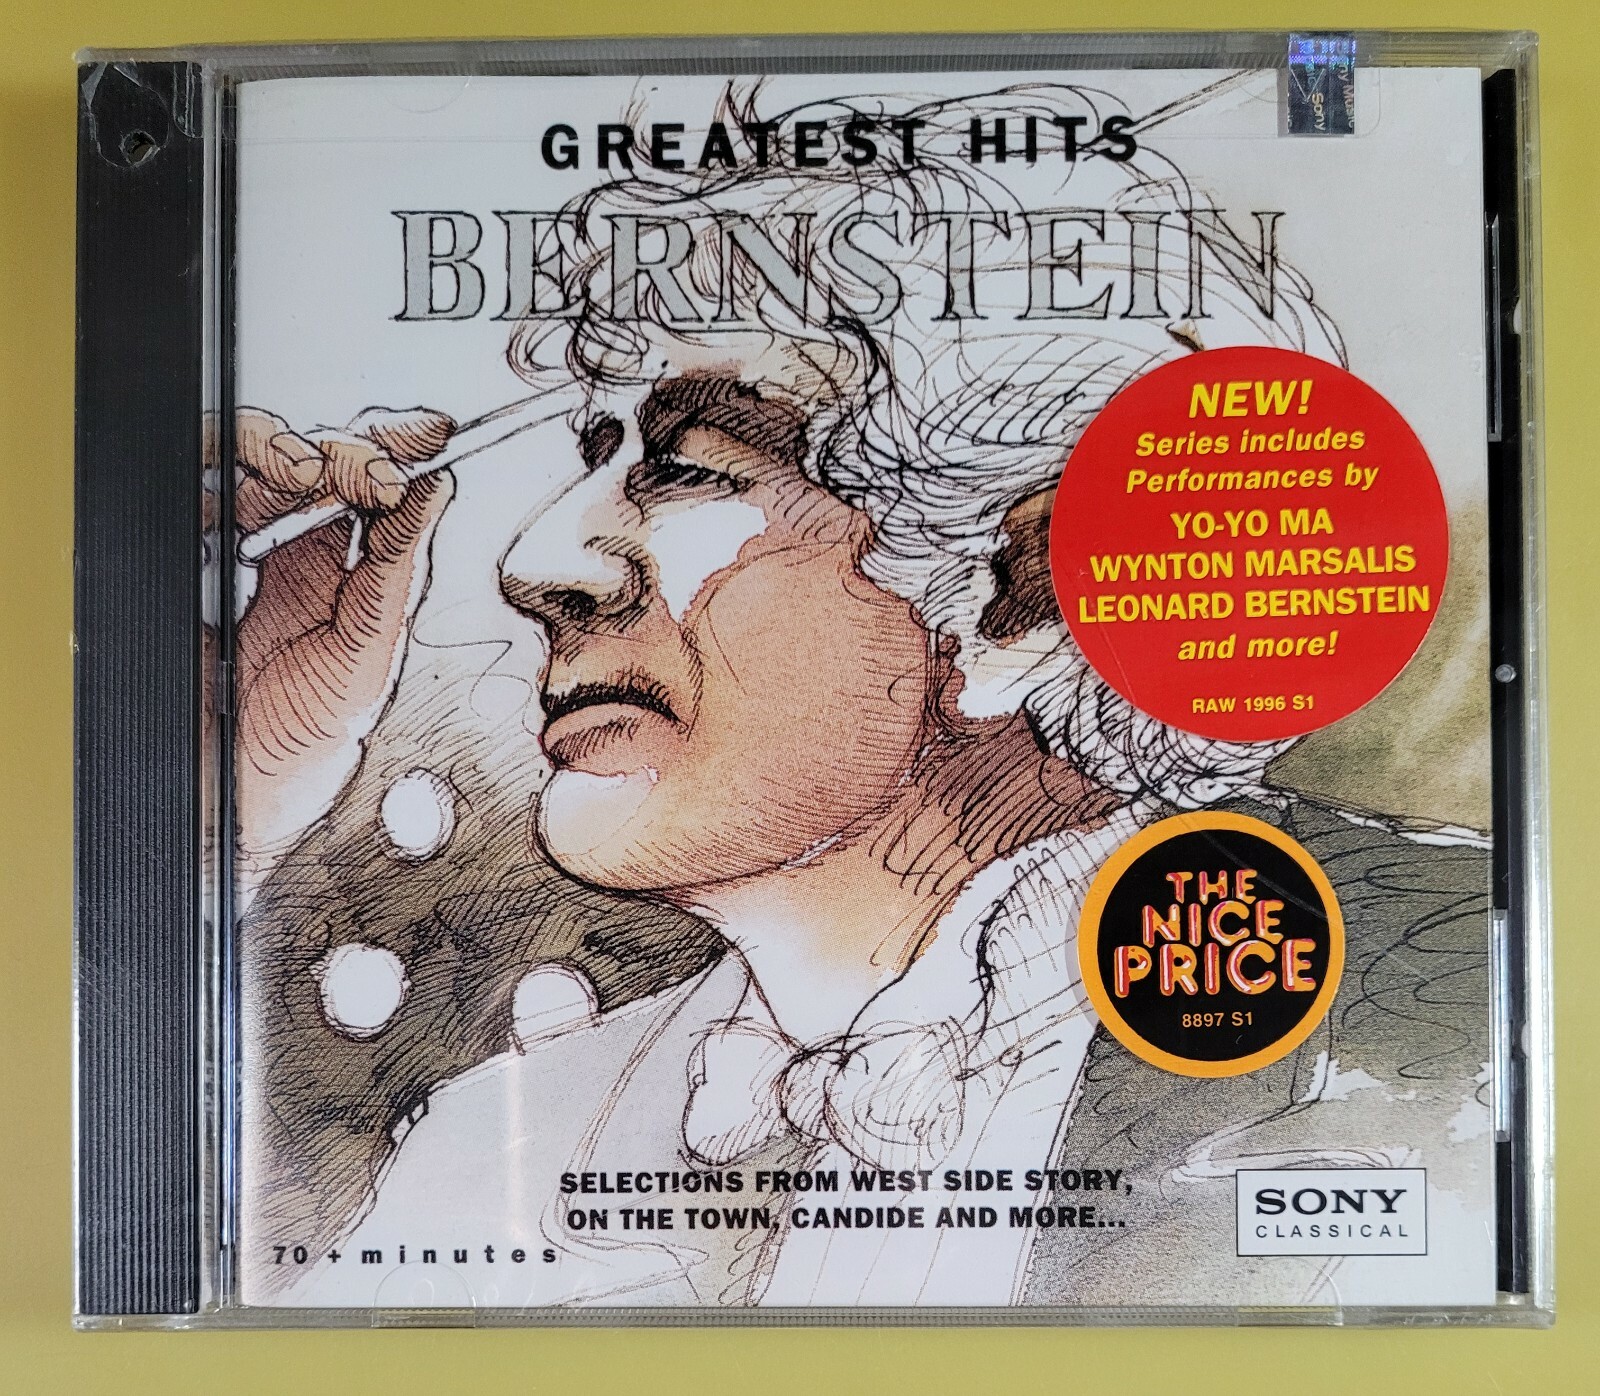 GREATEST HITS
BERNSTEIN
NEW!
Series includes
Performances by
YO-YO MA
WYNTON MARSALIS
LEONARD BERNSTEIN
and more!
RAW 1996 S1
THE
NICE
PRICE
8897 S1
SELECTIONS FROM WEST SIDE STORY,
ON THE TOWN, CANDIDE AND MORE...
70 + minutes
SONY
CLASSICAL
Sony